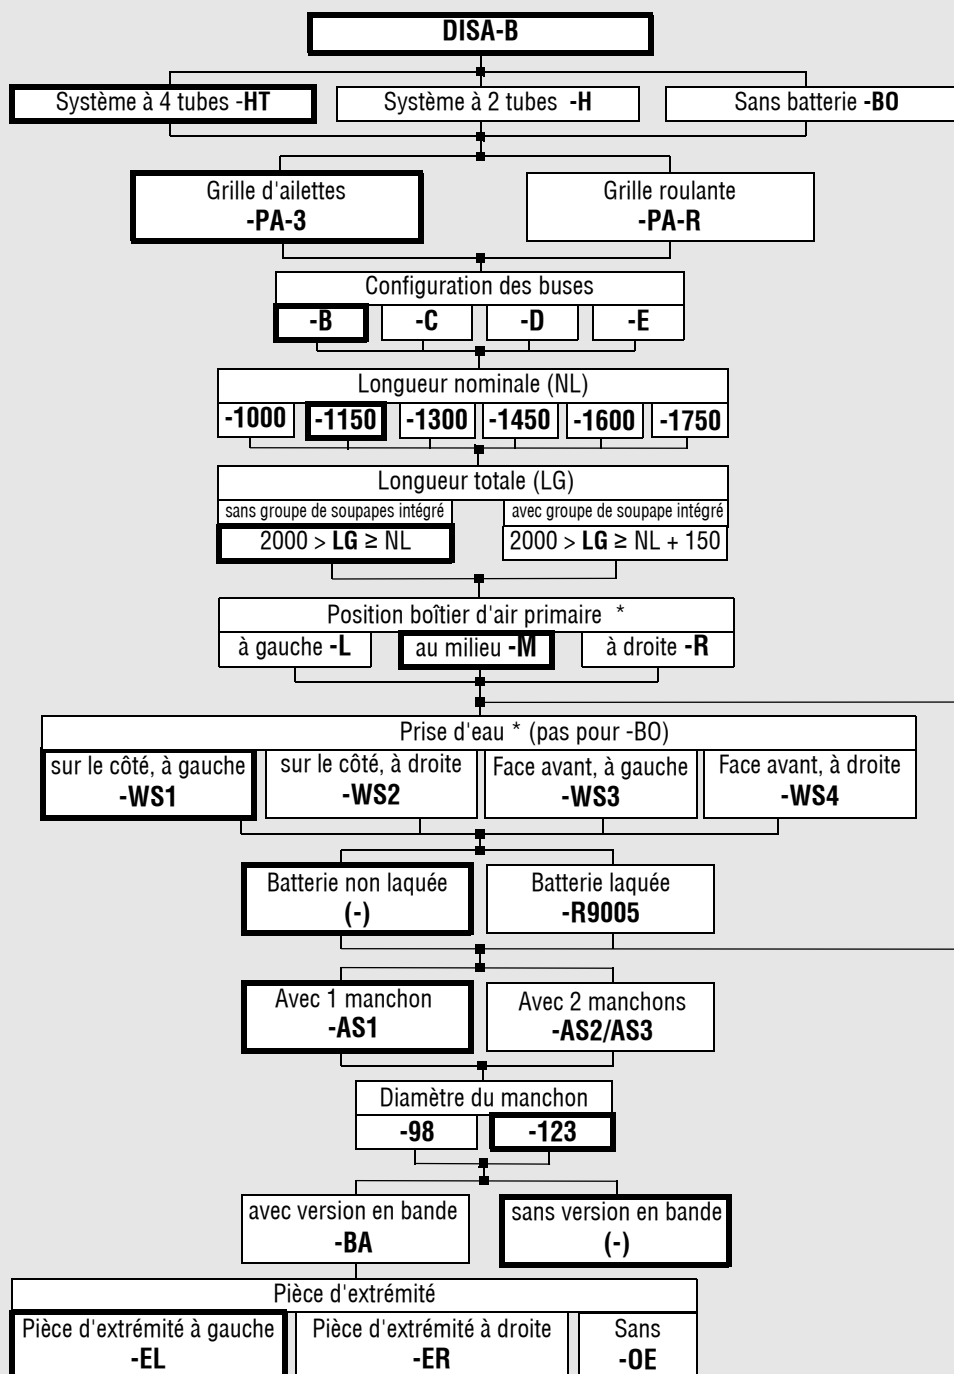 DISA-B
Système à 4 tubes -HT
Système à 2 tubes -H
Sans batterie -BO
Grille d'ailettes
-PA-3
Grille roulante
-PA-R
Configuration des buses
-B
-C
-D
-E
Longueur nominale (NL)
-1000
-1150
-1300
-1450
-1600
-1750
Longueur totale (LG)
sans groupe de soupapes intégré
2000 > LG ≥ NL
avec groupe de soupape intégré
2000 > LG ≥ NL + 150
Position boîtier d'air primaire *
à gauche -L
au milieu -M
à droite -R
Prise d'eau * (pas pour -BO)
sur le côté, à gauche
-WS1
sur le côté, à droite
-WS2
Face avant, à gauche
-WS3
Face avant, à droite
-WS4
Batterie non laquée
(-)
Batterie laquée
-R9005
Avec 1 manchon
-AS1
Avec 2 manchons
-AS2/AS3
Diamètre du manchon
-98
-123
avec version en bande
-BA
sans version en bande
(-)
Pièce d'extrémité
Pièce d'extrémité à gauche
-EL
Pièce d'extrémité à droite
-ER
Sans
-OE